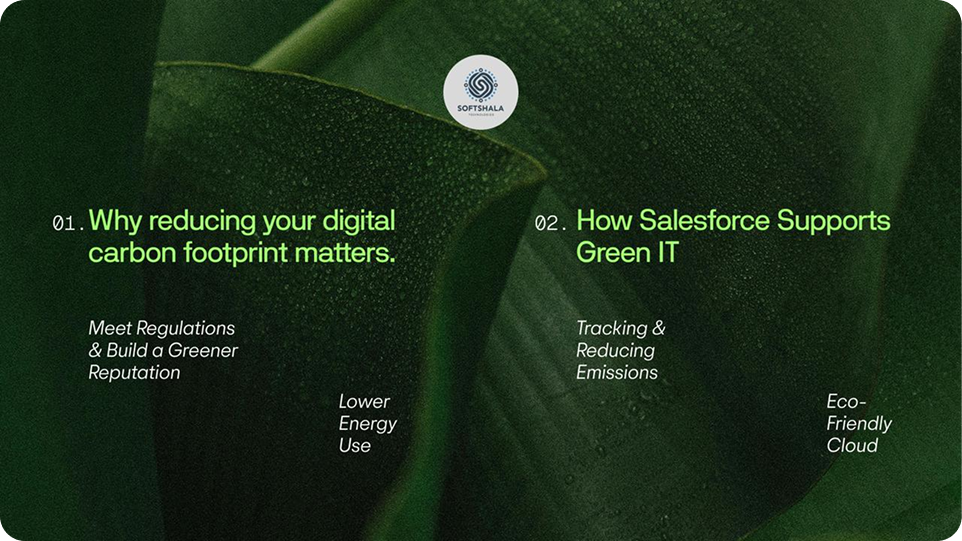 SOFTSHALA
TECHNOLOGIES
01. Why reducing your digital
carbon footprint matters.
Meet Regulations
& Build a Greener
Reputation
Lower
Energy
Use
02. How Salesforce Supports
Green IT
Tracking &
Reducing
Emissions
Eco-
Friendly
Cloud